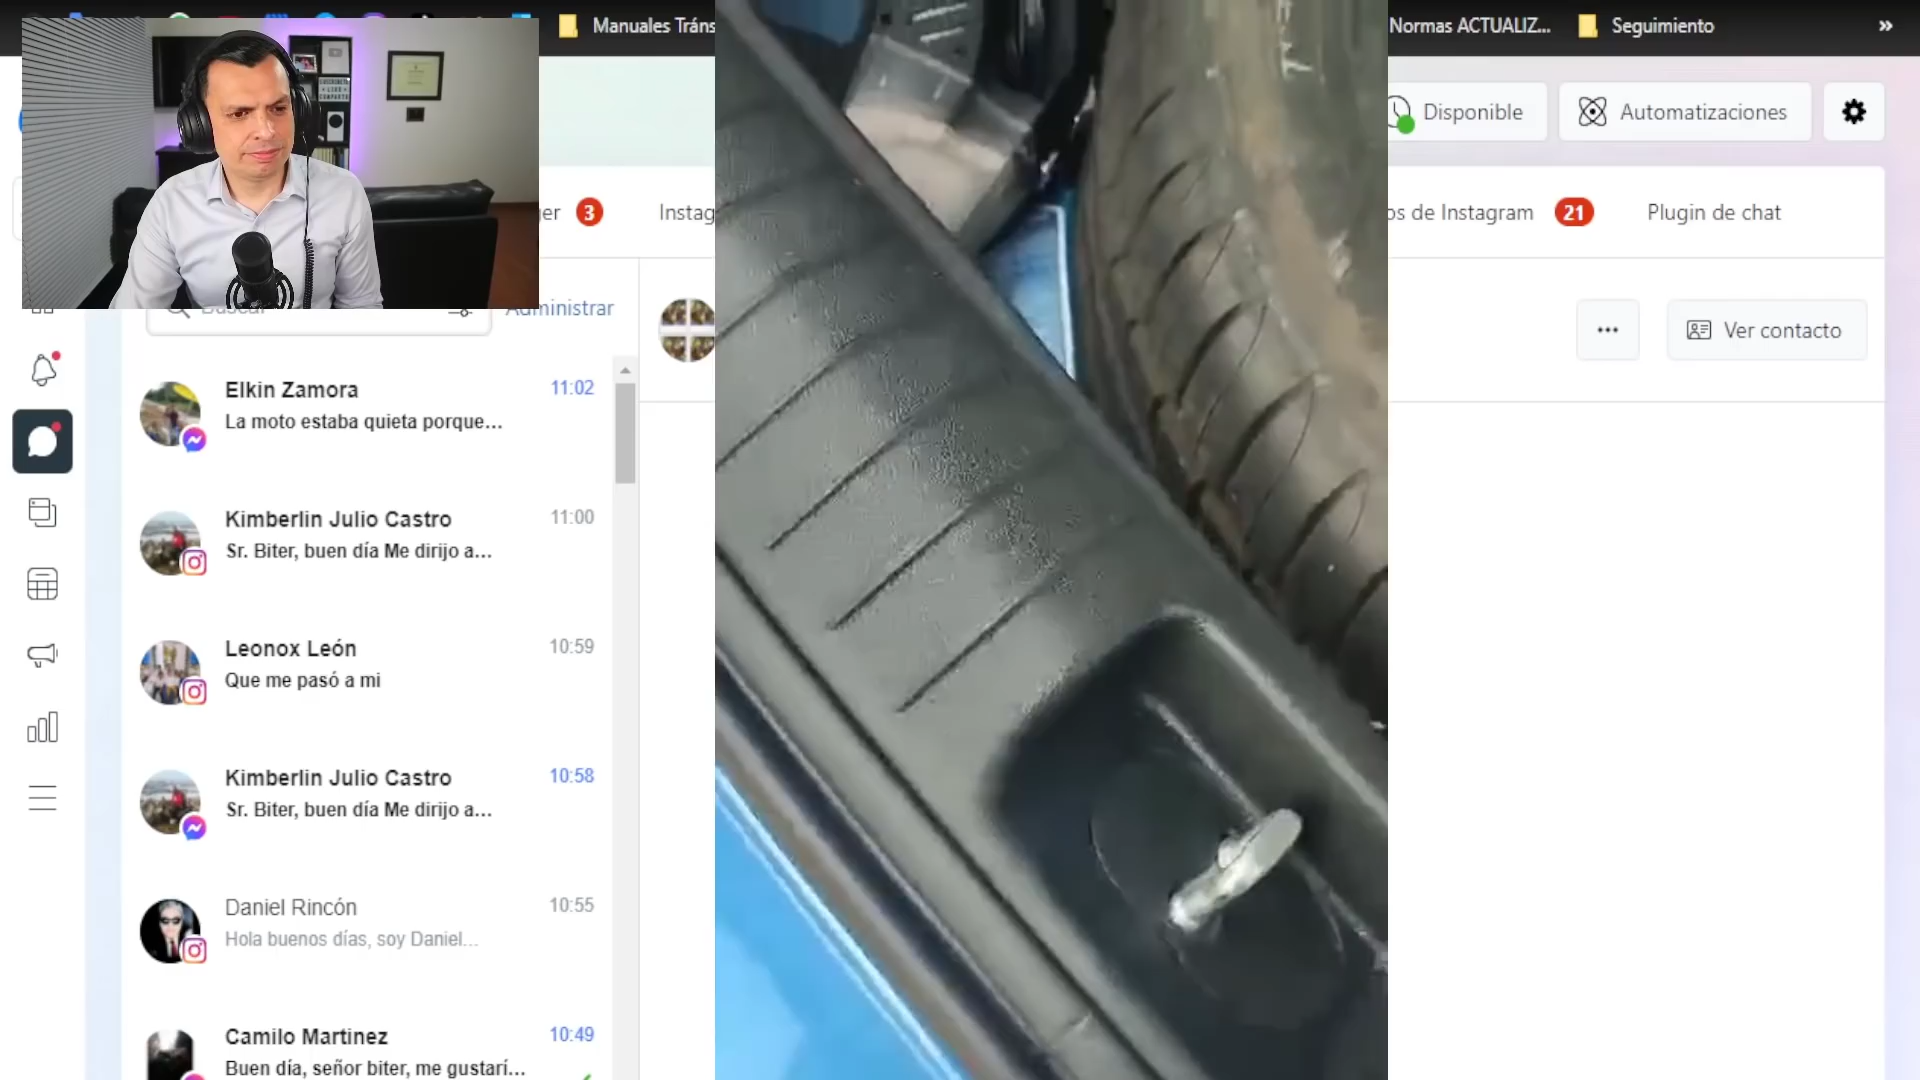 Manuales Tráns
Normas ACTUALIZ...
Seguimiento
»
SUSCRIBETE
LIKE
COMPARTE
Disponible
Automatizaciones
er 3
Instag
os de Instagram 21
Plugin de chat
Buscar
Administrar
Ver contacto
Elkin Zamora 11:02
La moto estaba quieta porque...
Kimberlin Julio Castro 11:00
Sr. Biter, buen día Me dirijo a...
Leonox León 10:59
Que me pasó a mi
Kimberlin Julio Castro 10:58
Sr. Biter, buen día Me dirijo a...
Daniel Rincón 10:55
Hola buenos días, soy Daniel...
Camilo Martinez 10:49
Buen día, señor biter, me gustarí...